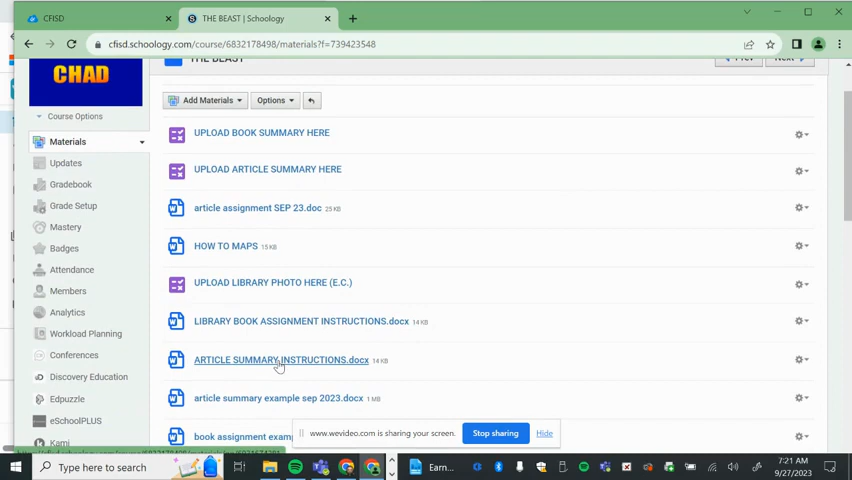 CFISD
THE BEAST | Schoology
cfisd.schoology.com/course/6832178498/materials?f=739423548
THE BEAST
Prev
Next
CHAD
Course Options
Add Materials
Options
Materials
UPLOAD BOOK SUMMARY HERE
Updates
UPLOAD ARTICLE SUMMARY HERE
Gradebook
Grade Setup
article assignment SEP 23.doc 25 KB
Mastery
HOW TO MAPS 15 KB
Badges
Attendance
UPLOAD LIBRARY PHOTO HERE (E.C.)
Members
Analytics
LIBRARY BOOK ASSIGNMENT INSTRUCTIONS.docx 14 KB
Workload Planning
Conferences
ARTICLE SUMMARY INSTRUCTIONS.docx 14 KB
Discovery Education
Edpuzzle
article summary example sep 2023.docx 1 MB
eSchoolPLUS
www.wevideo.com is sharing your screen.
Stop sharing
Hide
book assignment examp
Kami
Type here to search
Earn...
7:21 AM
9/27/2023